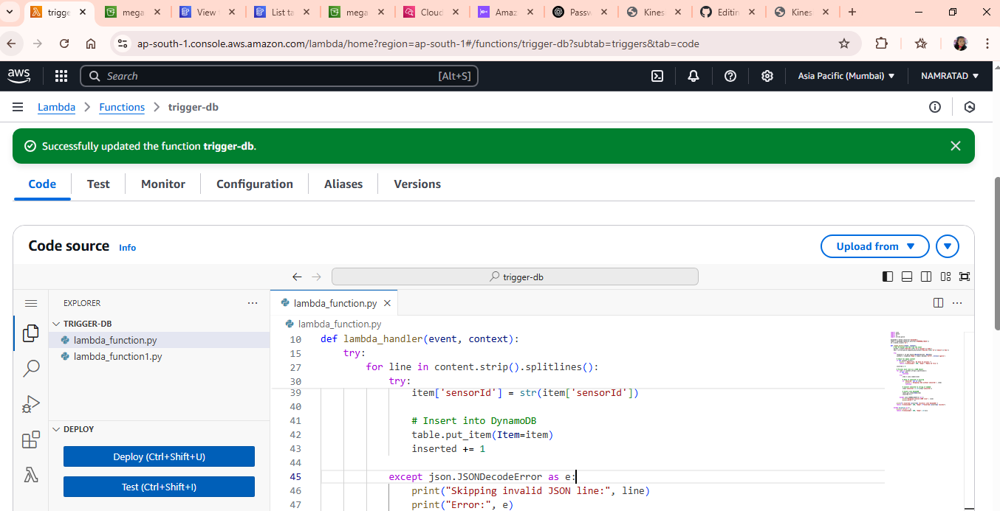 trigge
mega
View
List ta
mega
Cloud
Amaz
Passw
Kines
Editin
Kines
ap-south-1.console.aws.amazon.com/lambda/home?region=ap-south-1#/functions/trigger-db?subtab=triggers&tab=code
aws
Search
[Alt+S]
Asia Pacific (Mumbai)
NAMRATAD
Lambda
Functions
trigger-db
Successfully updated the function trigger-db.
Code
Test
Monitor
Configuration
Aliases
Versions
Code source
Info
Upload from
trigger-db
EXPLORER
TRIGGER-DB
lambda_function.py
lambda_function1.py
DEPLOY
Deploy (Ctrl+Shift+U)
Test (Ctrl+Shift+I)
lambda_function.py
lambda_function.py
10 def lambda_handler(event, context):
15 try:
27 for line in content.strip().splitlines():
30 try:
39 item['sensorId'] = str(item['sensorId'])
40
41 # Insert into DynamoDB
42 table.put_item(Item=item)
43 inserted += 1
44
45 except json.JSONDecodeError as e:
46 print("Skipping invalid JSON line:", line)
47 print("Error:", e)